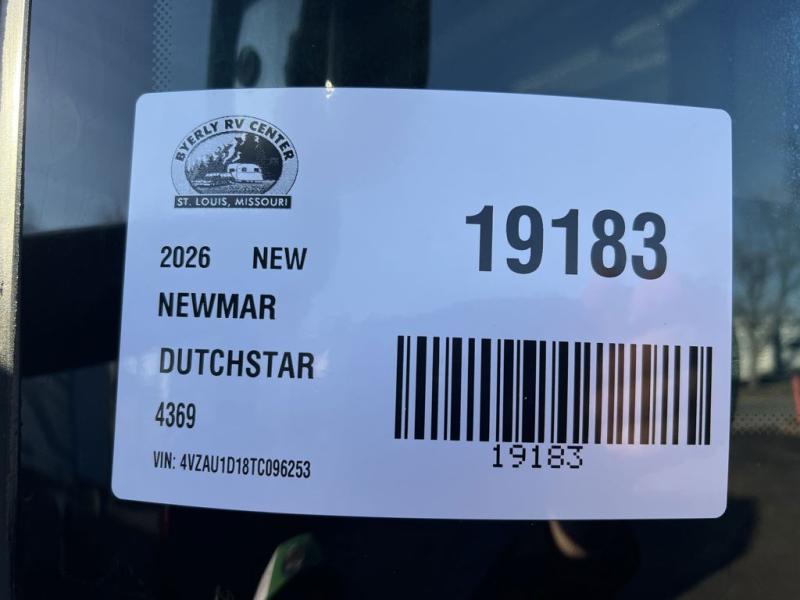 BYERLY RV CENTER
ST. LOUIS, MISSOURI
19183
2026 NEW
NEWMAR
DUTCHSTAR
4369
VIN: 4VZAU1D18TC096253
19183